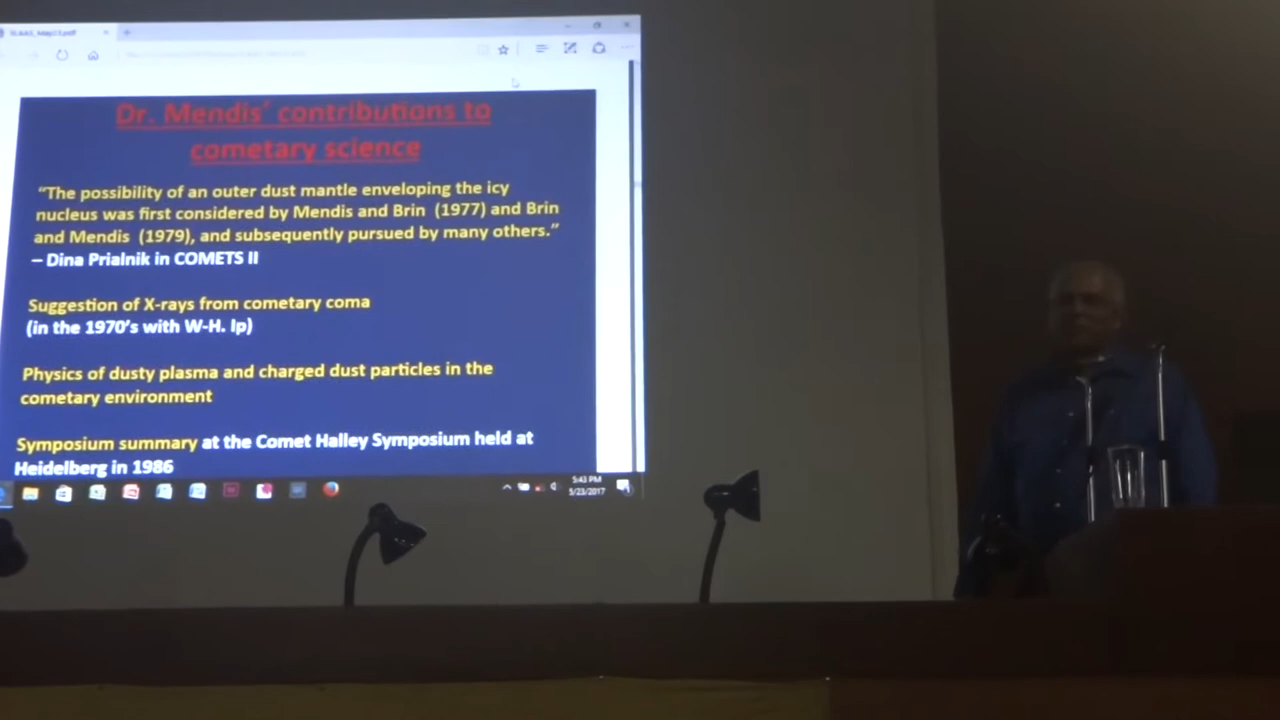 SLAAS_May23.pdf
Dr. Mendis' contributions to
cometary science
“The possibility of an outer dust mantle enveloping the icy
nucleus was first considered by Mendis and Brin (1977) and Brin
and Mendis (1979), and subsequently pursued by many others.”
– Dina Prialnik in COMETS II
Suggestion of X-rays from cometary coma
(in the 1970's with W-H. Ip)
Physics of dusty plasma and charged dust particles in the
cometary environment
Symposium summary at the Comet Halley Symposium held at
Heidelberg in 1986
5:43 PM
5/23/2017